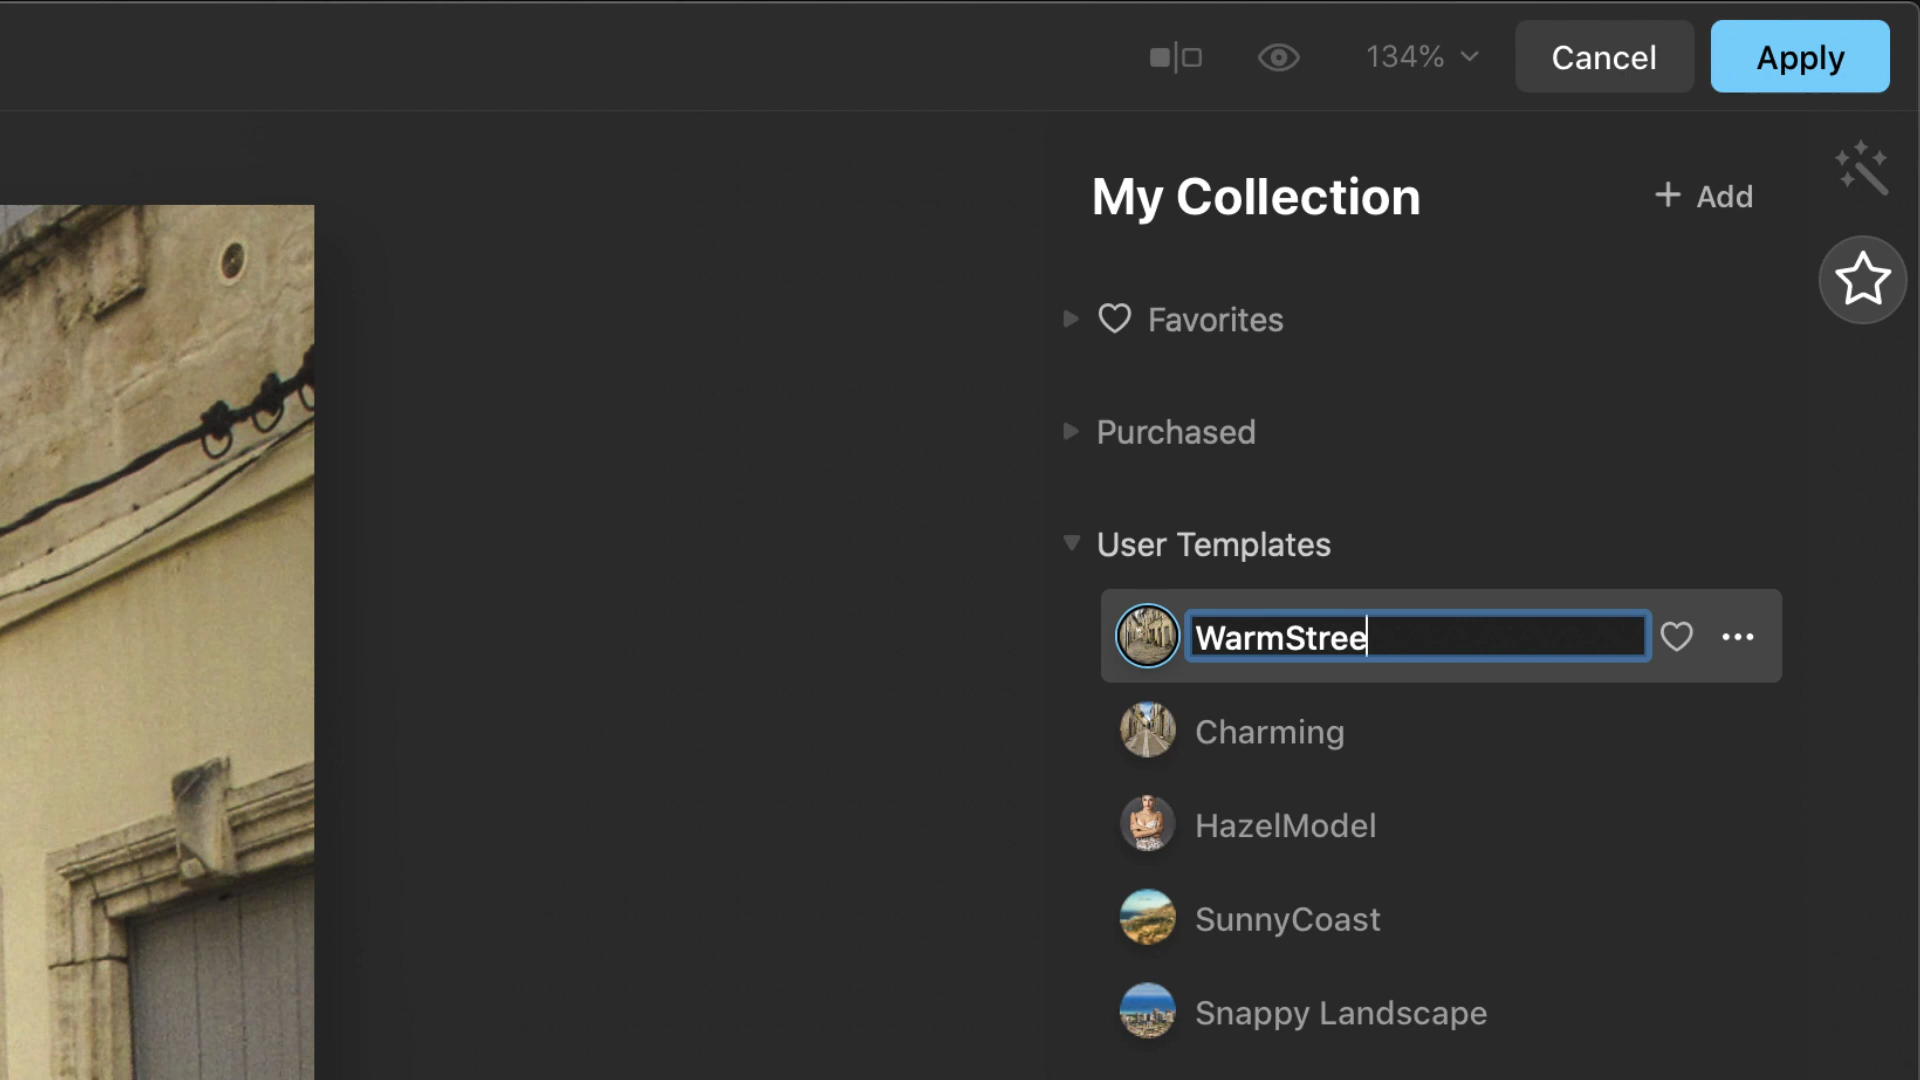 134%
Cancel
Apply
My Collection
+ Add
Favorites
Purchased
User Templates
WarmStree
Charming
HazelModel
SunnyCoast
Snappy Landscape